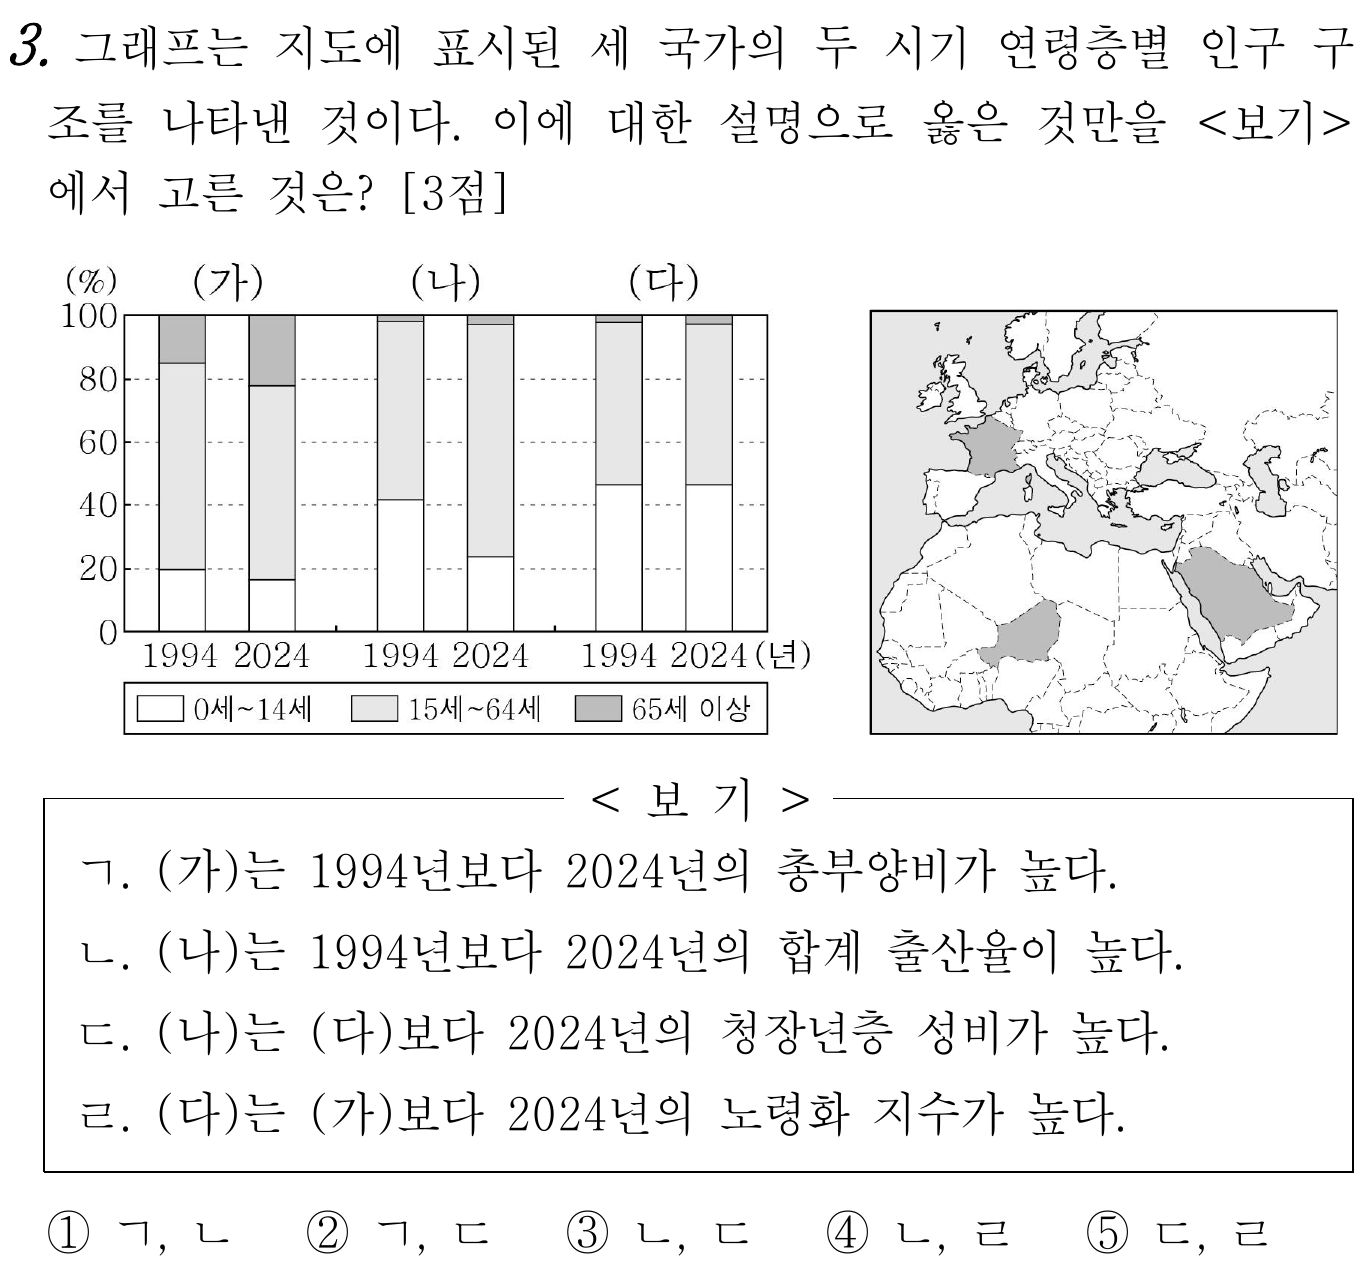 3. 그래프는 지도에 표시된 세 국가의 두 시기 연령층별 인구 구
조를 나타낸 것이다. 이에 대한 설명으로 옳은 것만을 <보기>
에서 고른 것은? [3점]
(%) (가) (나) (다)
100
80
60
40
20
0
1994 2024 1994 2024 1994 2024 (년)
0세~14세 15세~64세 65세 이상
< 보 기 >
ㄱ. (가)는 1994년보다 2024년의 총부양비가 높다.
ㄴ. (나)는 1994년보다 2024년의 합계 출산율이 높다.
ㄷ. (나)는 (다)보다 2024년의 청장년층 성비가 높다.
ㄹ. (다)는 (가)보다 2024년의 노령화 지수가 높다.
① ㄱ, ㄴ ② ㄱ, ㄷ ③ ㄴ, ㄷ ④ ㄴ, ㄹ ⑤ ㄷ, ㄹ